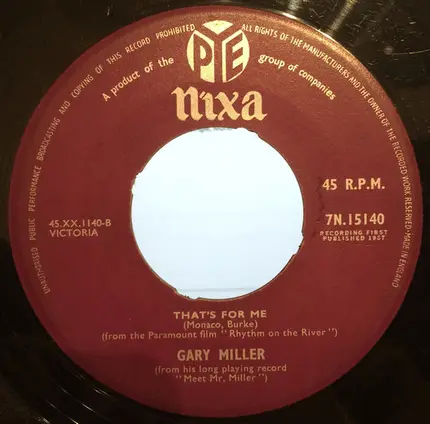 UNAUTHORISED PUBLIC PERFORMANCE BROADCASTING AND COPYING OF THIS RECORD PROHIBITED
ALL RIGHTS OF THE MANUFACTURERS AND THE OWNER OF THE RECORDED WORK RESERVED · MADE IN ENGLAND
A product of the
PYE
group of companies
nixa
45 R.P.M.
45.XX.1140-B
VICTORIA
7N.15140
RECORDING FIRST
PUBLISHED 1957
THAT'S FOR ME
(Monaco, Burke)
(from the Paramount film "Rhythm on the River")
GARY MILLER
(from his long playing record
"Meet Mr. Miller")